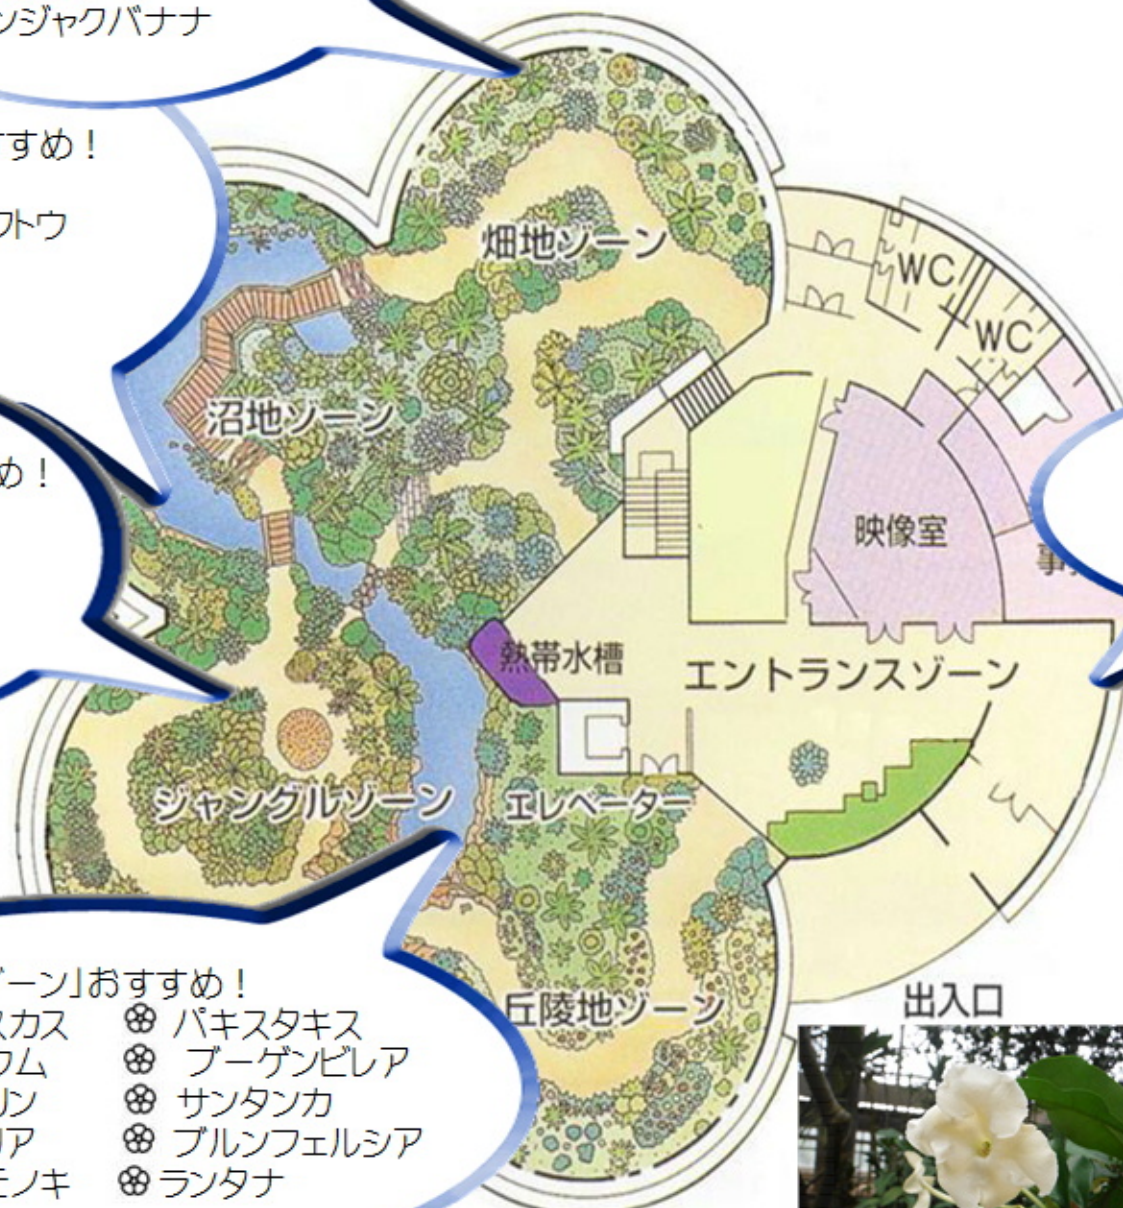 ンジャクバナナ
すめ！
クトウ
め！
畑地ゾーン
WC
WC
沼地ゾーン
映像室
熱帯水槽
エントランスゾーン
ジャングルゾーン
エレベーター
丘陵地ゾーン
出入口
ゾーン」おすすめ！
スカス パキスタキス
ウム ブーゲンビレア
リン サンタンカ
リア ブルンフェルシア
モノキ ランタナ